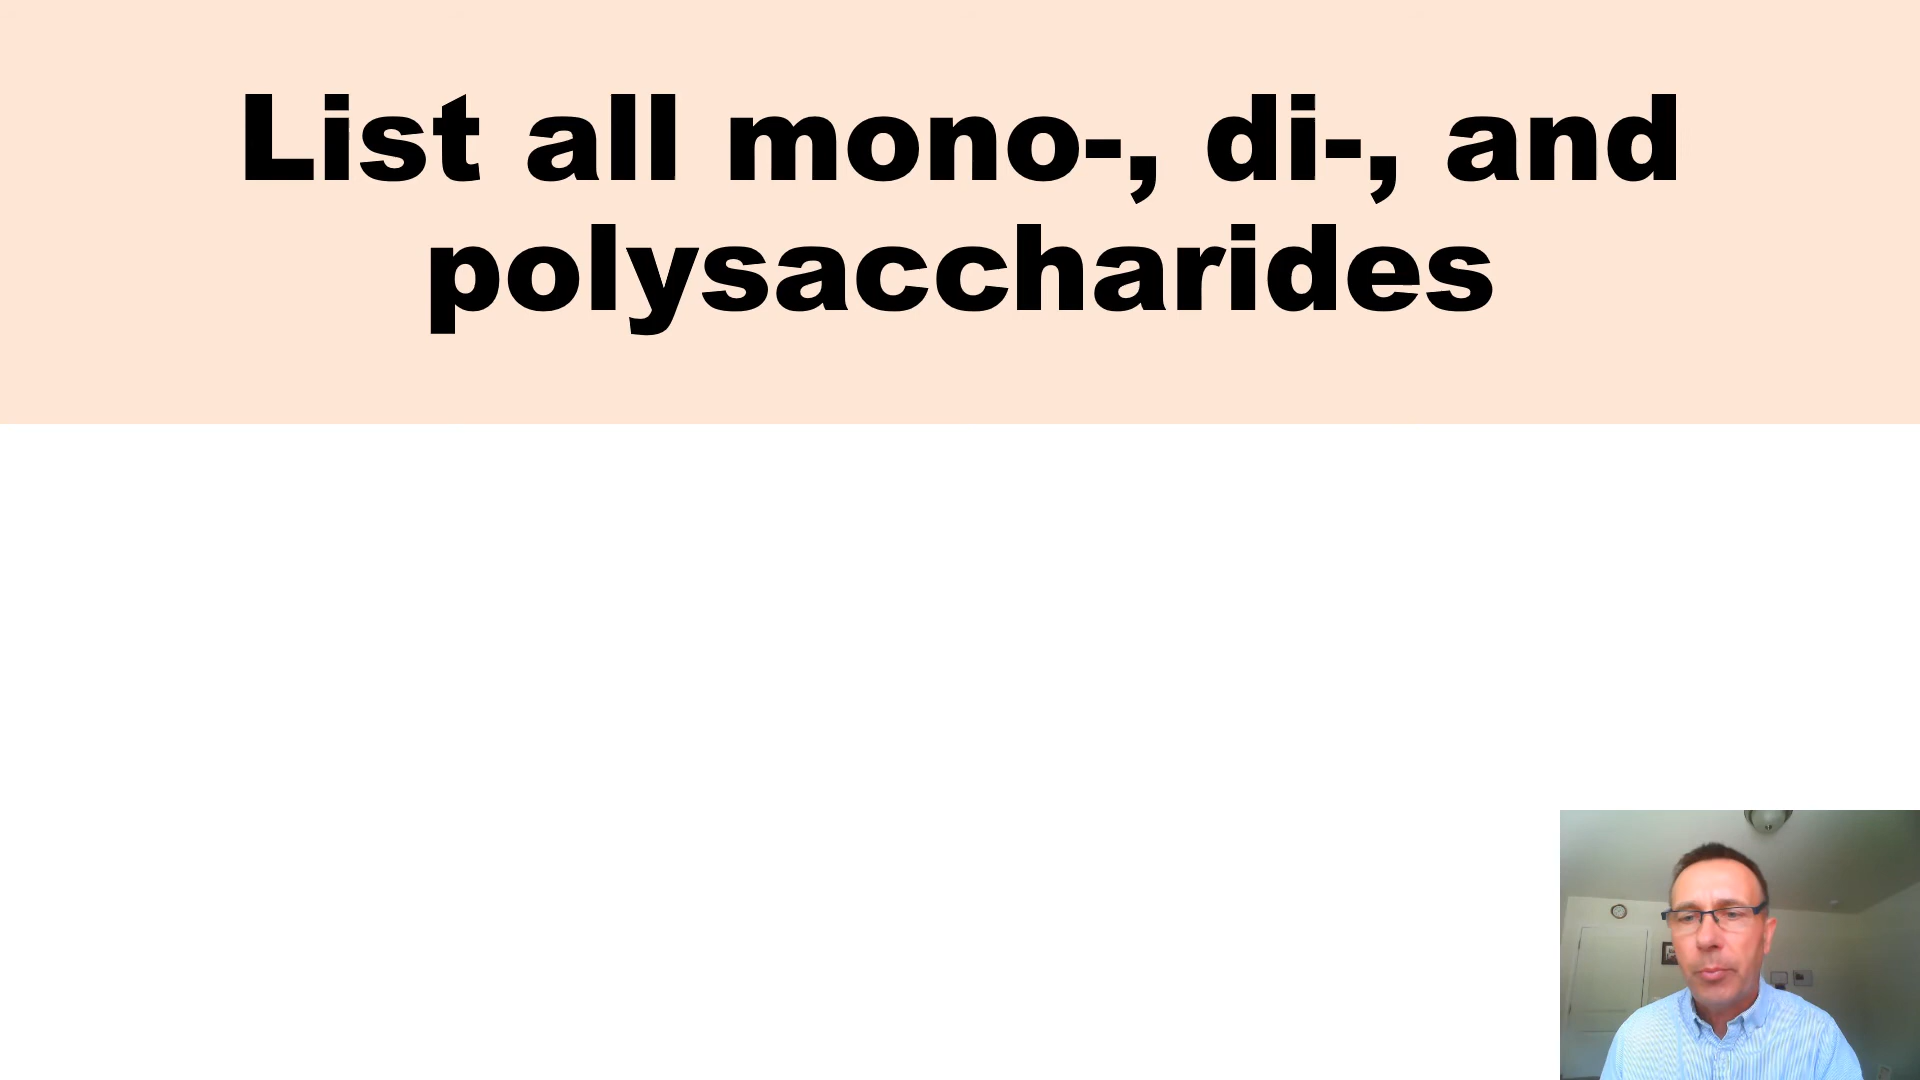 List all mono-, di-, and
polysaccharides